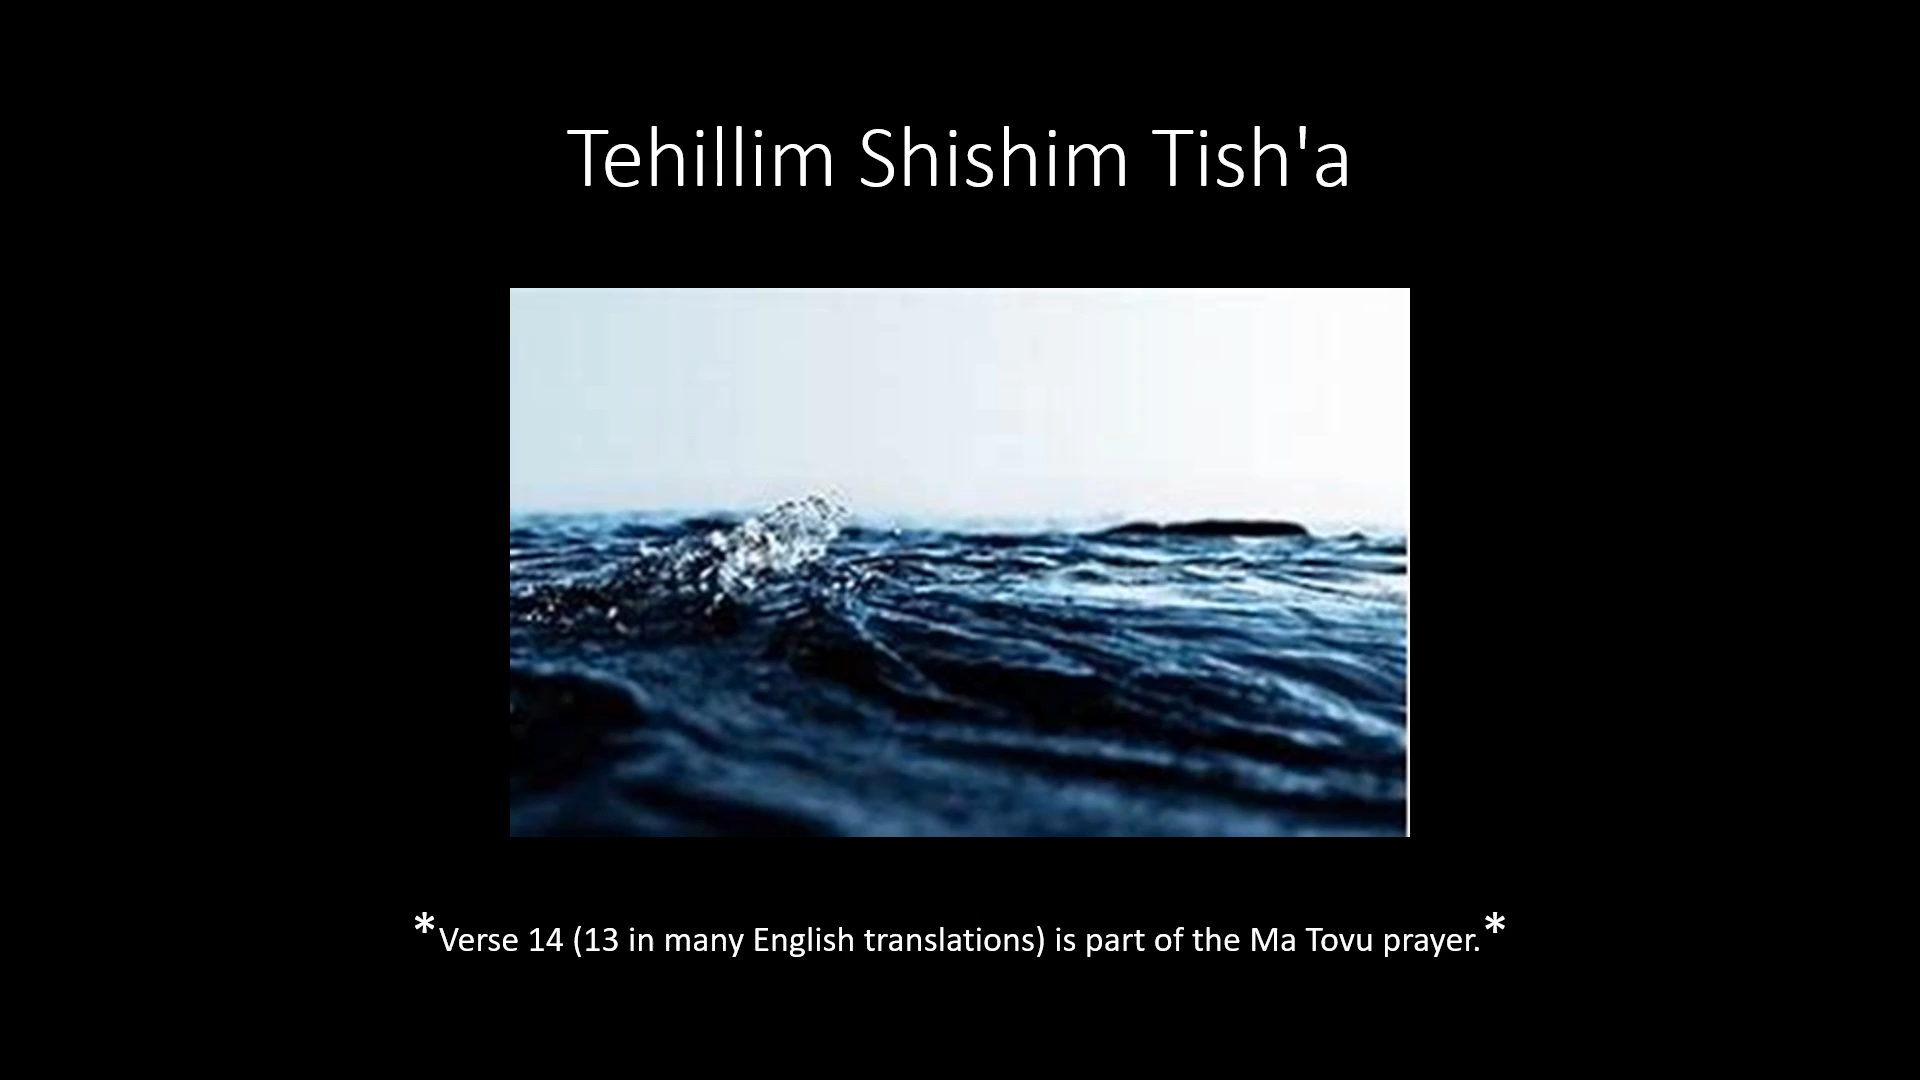 Tehillim Shishim Tish'a
*Verse 14 (13 in many English translations) is part of the Ma Tovu prayer.*